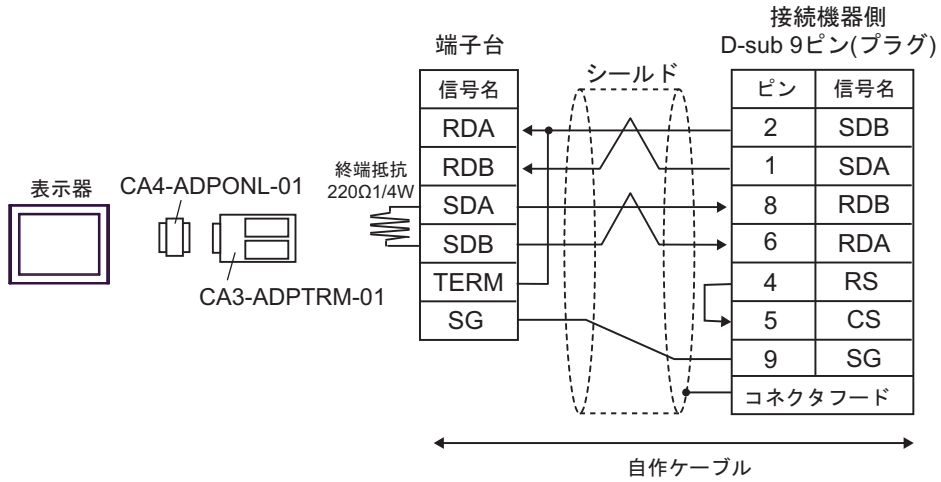 接続機器側
D-sub 9ピン(プラグ)
端子台
シールド
信号名
ピン 信号名
RDA 2 SDB
RDB 1 SDA
終端抵抗
220Ω1/4W
SDA 8 RDB
SDB 6 RDA
TERM 4 RS
SG 5 CS
9 SG
コネクタフード
表示器
CA4-ADPONL-01
CA3-ADPTRM-01
自作ケーブル